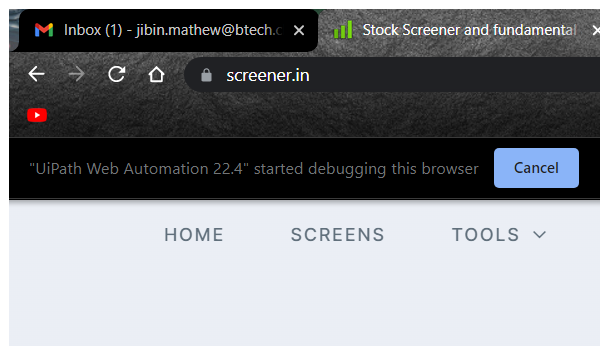 Inbox (1) - jibin.mathew@btech.c
Stock Screener and fundamental
screener.in
"UiPath Web Automation 22.4" started debugging this browser
Cancel
HOME SCREENS TOOLS